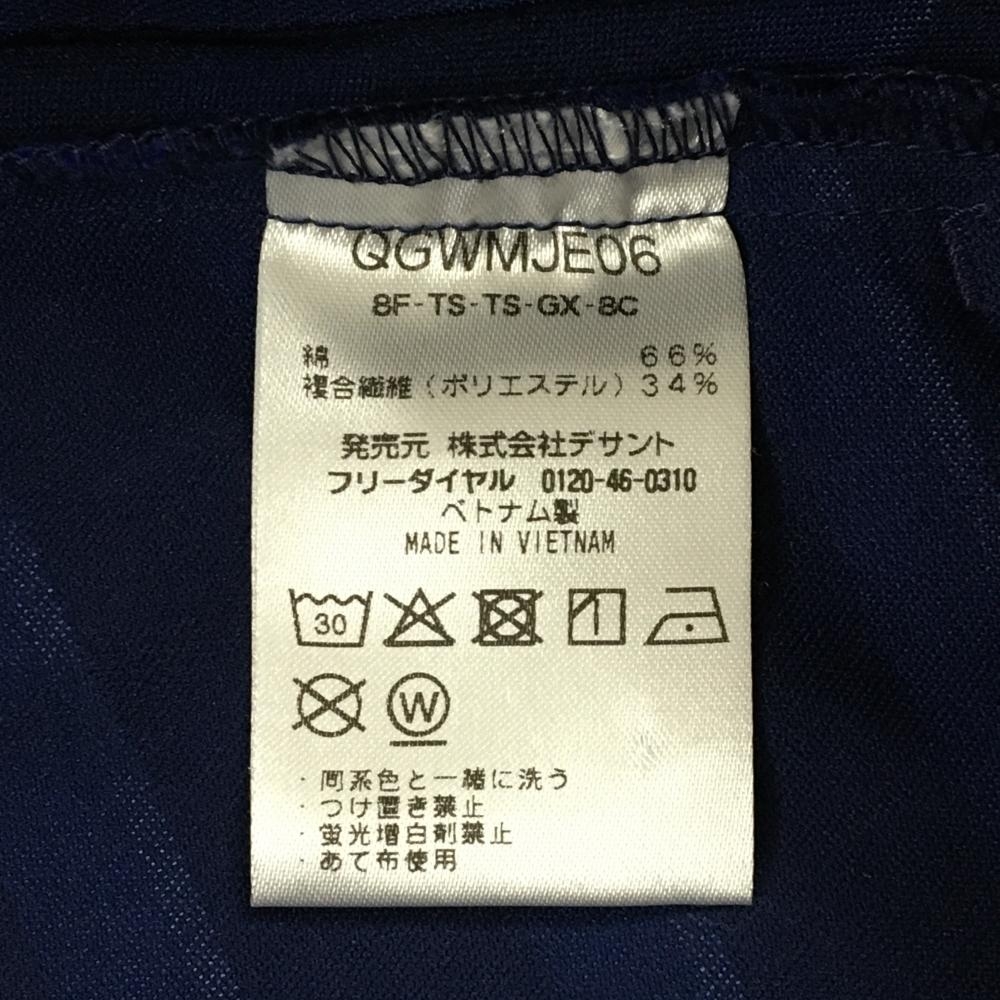 QGWMJE06
8F-TS-TS-GX-8C
綿 66%
複合繊維(ポリエステル)34%
発売元 株式会社デサント
フリーダイヤル 0120-46-0310
ベトナム製
MADE IN VIETNAM
30
W
・同系色と一緒に洗う
・つけ置き禁止
・蛍光増白剤禁止
・あて布使用